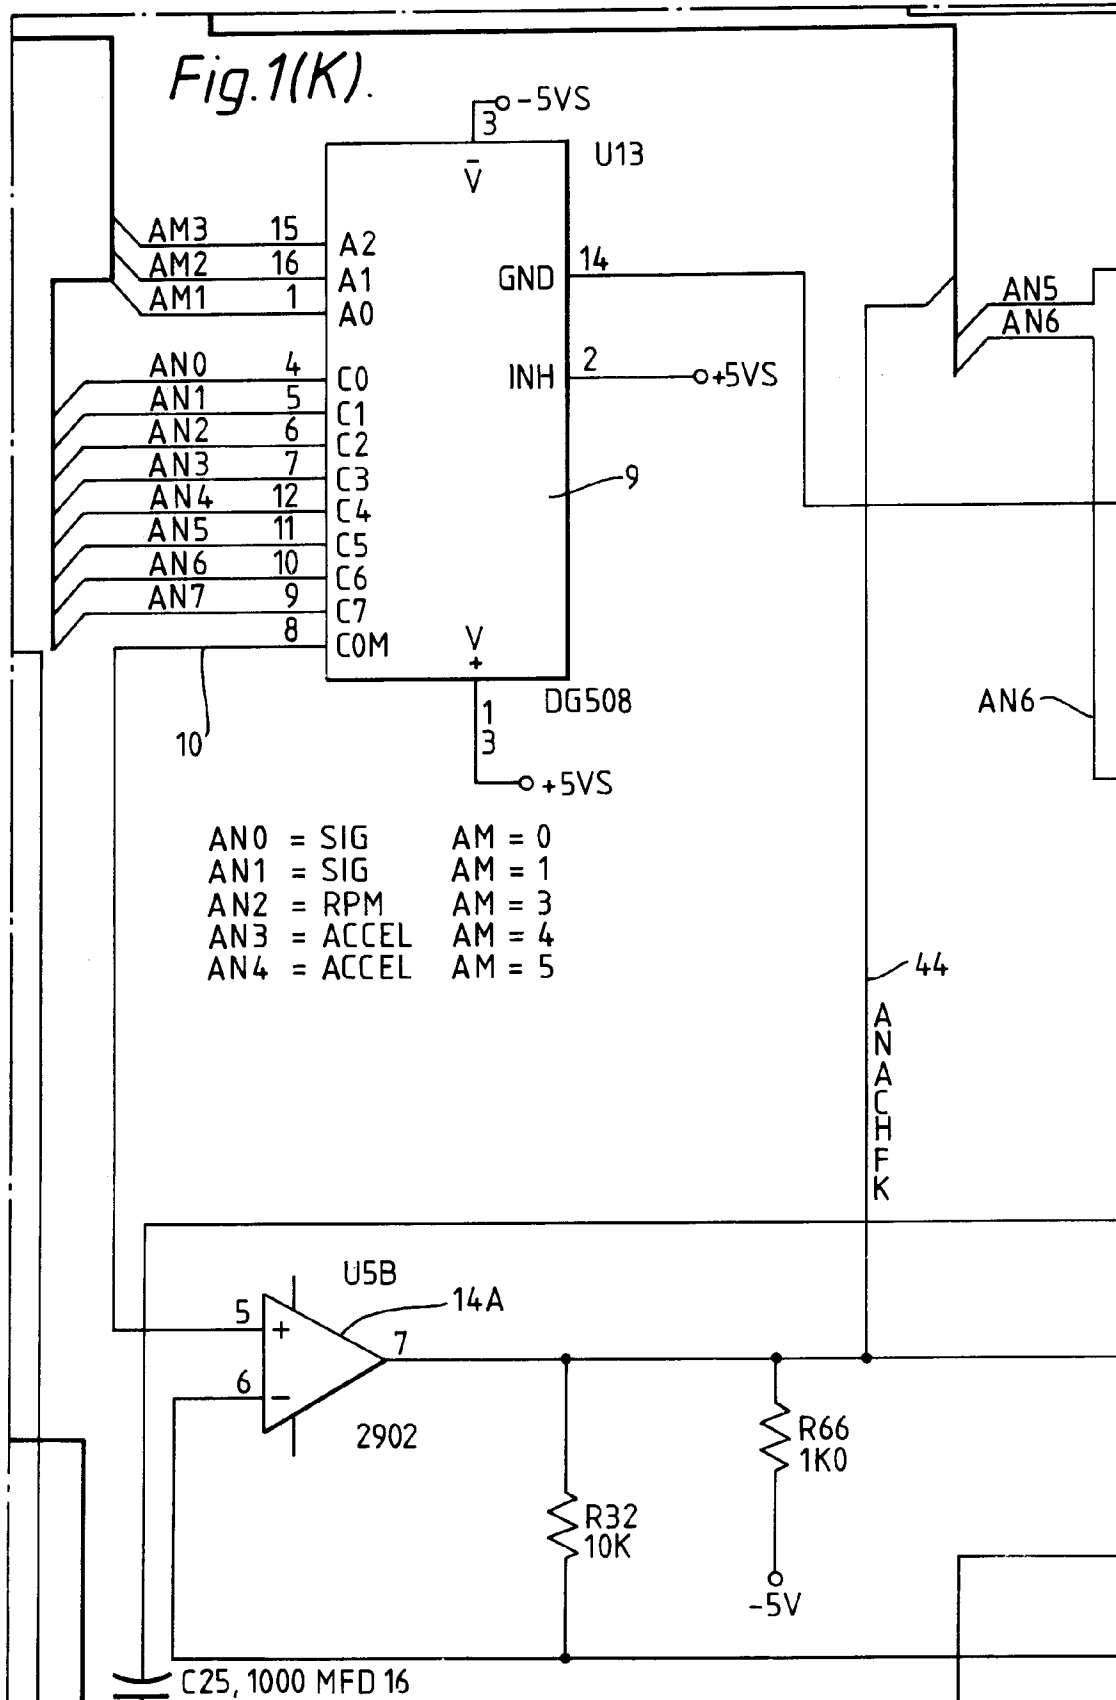 Fig.1(K).
-5VS
3
U13
V̄
AM3 15 A2
AM2 16 A1
AM1 1 A0
GND 14
AN5
AN6
AN0 4 C0
INH 2 +5VS
AN1 5 C1
AN2 6 C2
AN3 7 C3
9
AN4 12 C4
AN5 11 C5
AN6 10 C6
AN7 9 C7
8 COM
V
+
DG508
1
3
10
+5VS
AN6
AN0 = SIG AM = 0
AN1 = SIG AM = 1
AN2 = RPM AM = 3
AN3 = ACCEL AM = 4
AN4 = ACCEL AM = 5
44
ANACHFK
U5B
14A
5 +
7
6 -
2902
R66
1K0
R32
10K
-5V
C25, 1000 MFD 16